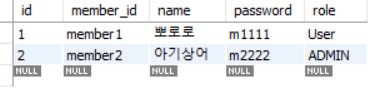 id member_id name password role
1 member1 뽀로로 m1111 User
2 member2 아기상어 m2222 ADMIN
NULL NULL NULL NULL NULL